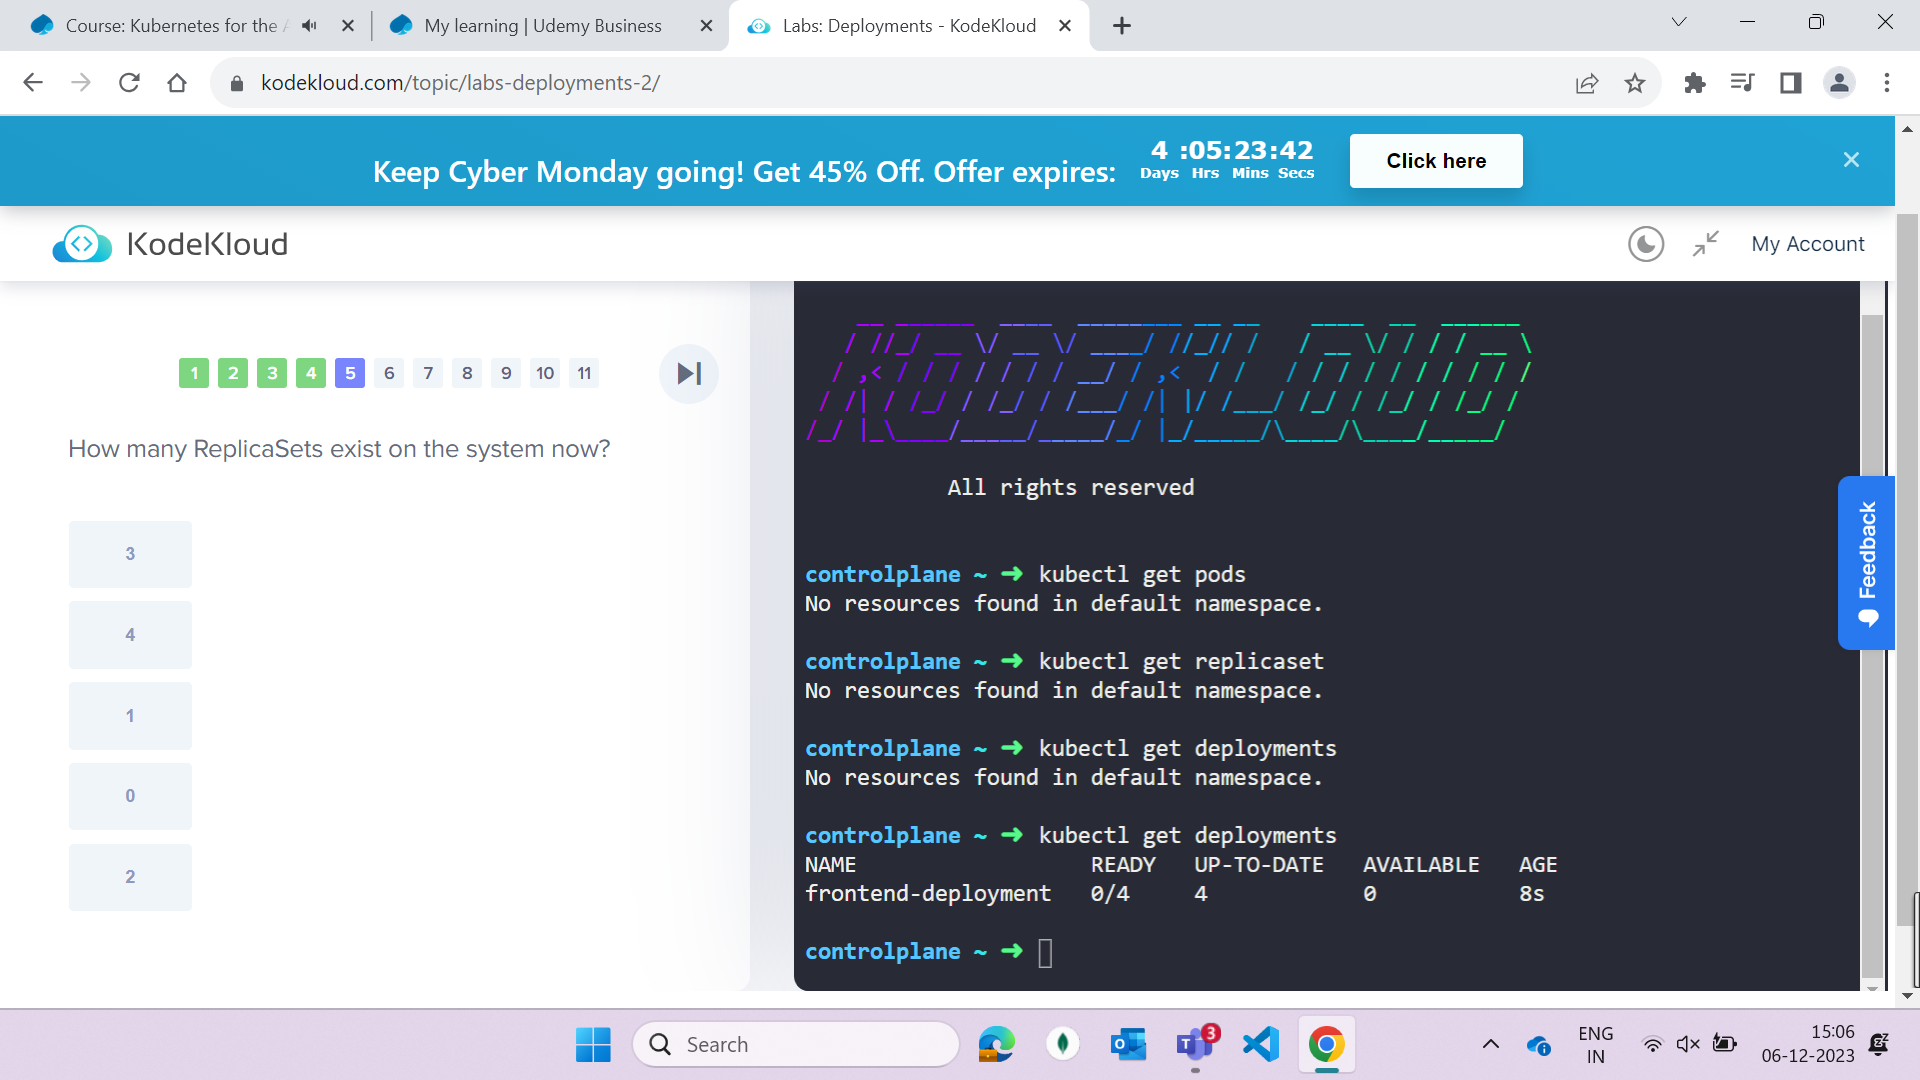 Course: Kubernetes for the A
My learning | Udemy Business
Labs: Deployments - KodeKloud
kodekloud.com/topic/labs-deployments-2/
Keep Cyber Monday going! Get 45% Off. Offer expires:
4 :05:23:42
Days Hrs Mins Secs
Click here
KodeKloud
My Account
1 2 3 4 5 6 7 8 9 10 11
How many ReplicaSets exist on the system now?
3
4
1
0
2
KODEKLOUD
All rights reserved
controlplane ~ ➜ kubectl get pods
No resources found in default namespace.
controlplane ~ ➜ kubectl get replicaset
No resources found in default namespace.
controlplane ~ ➜ kubectl get deployments
No resources found in default namespace.
controlplane ~ ➜ kubectl get deployments
NAME READY UP-TO-DATE AVAILABLE AGE
frontend-deployment 0/4 4 0 8s
controlplane ~ ➜
Feedback
Search
3
ENG
IN
15:06
06-12-2023